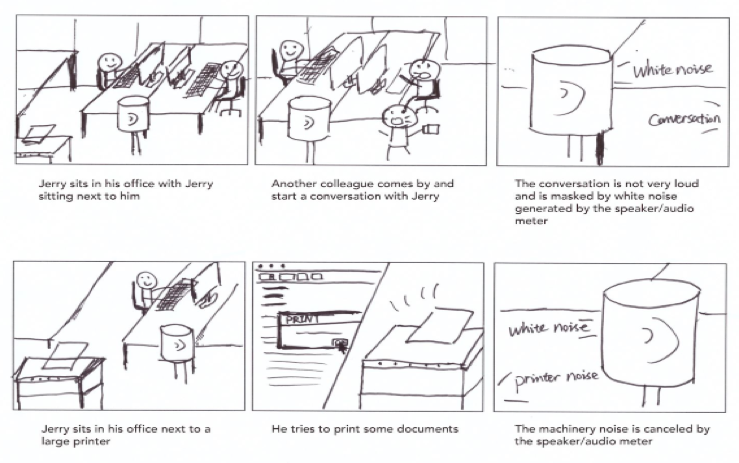 White noise
Conversation
Jerry sits in his office with Jerry
sitting next to him
Another colleague comes by and
start a conversation with Jerry
The conversation is not very loud
and is masked by white noise
generated by the speaker/audio
meter
PRINT
white noise
printer noise
Jerry sits in his office next to a
large printer
He tries to print some documents
The machinery noise is canceled by
the speaker/audio meter